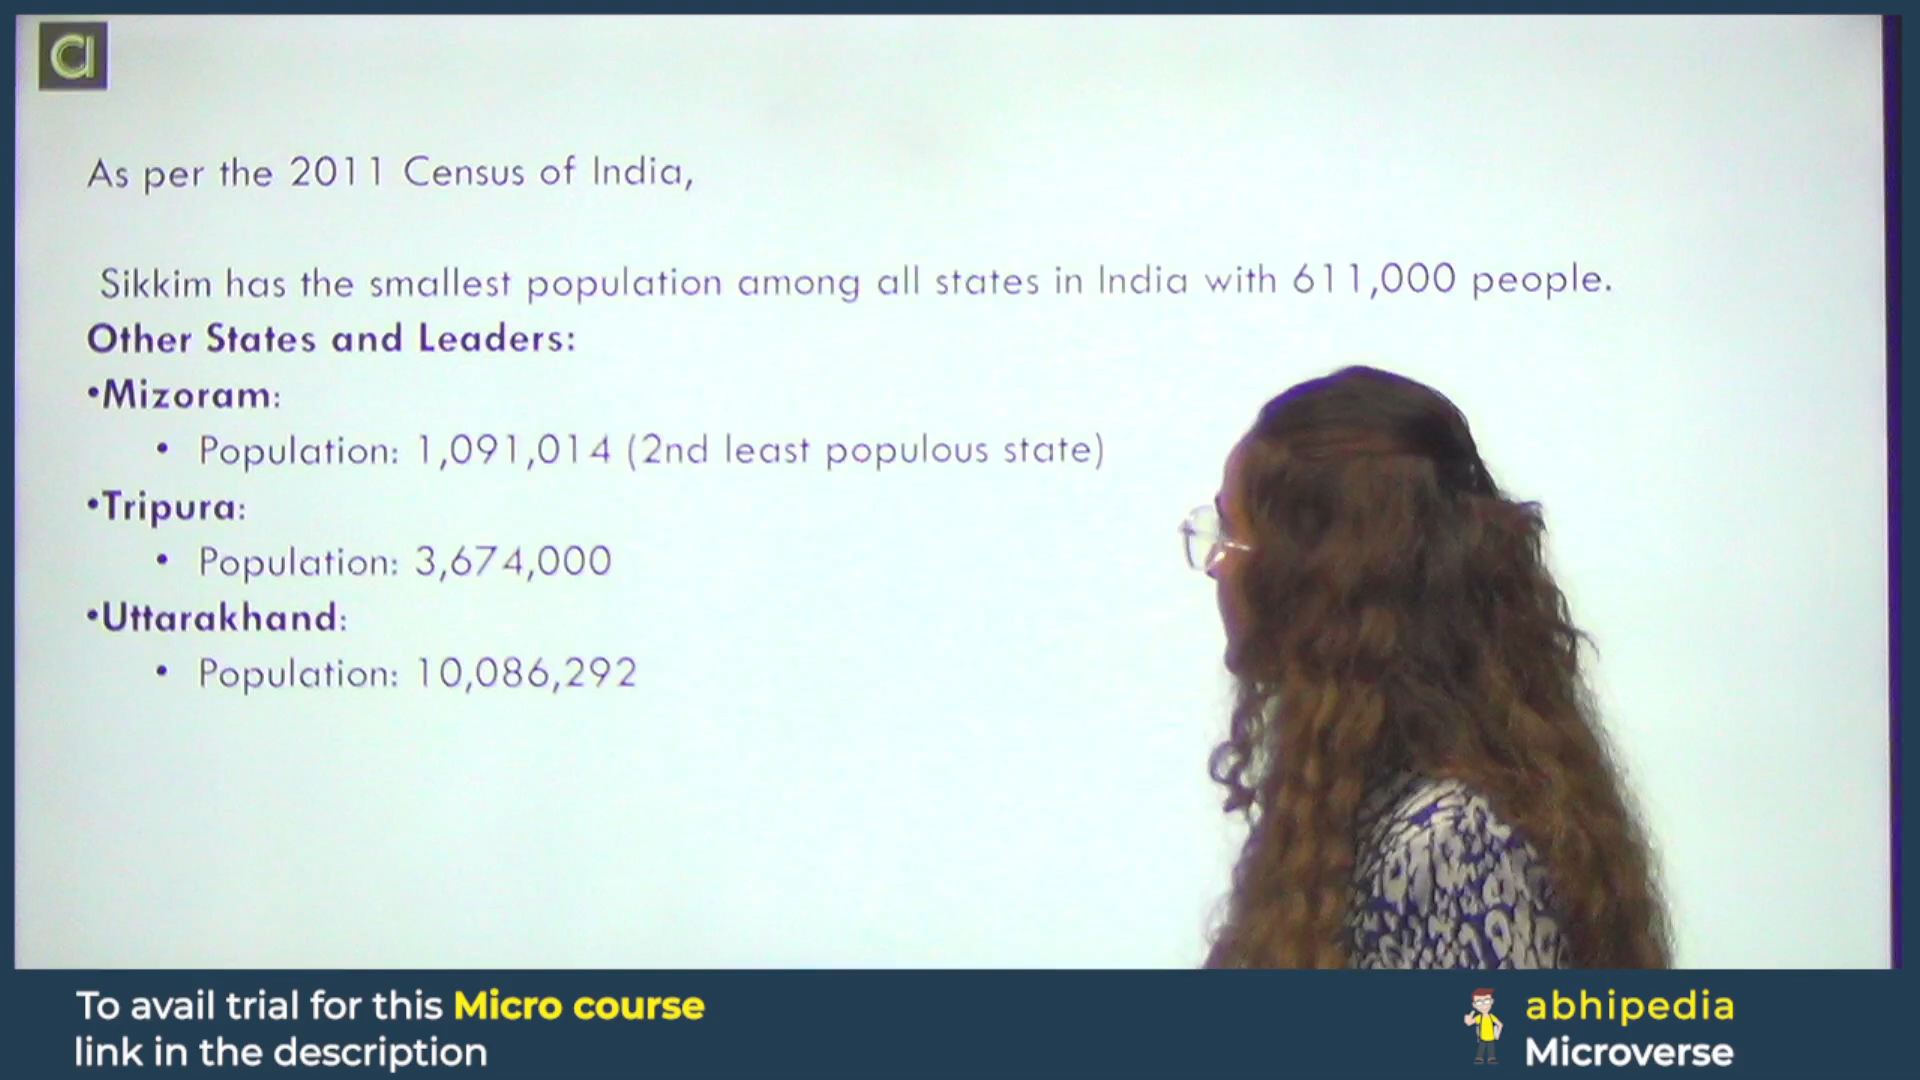 a
As per the 2011 Census of India,
Sikkim has the smallest population among all states in India with 611,000 people.
Other States and Leaders:
•Mizoram:
• Population: 1,091,014 (2nd least populous state)
•Tripura:
• Population: 3,674,000
•Uttarakhand:
• Population: 10,086,292
To avail trial for this Micro course
link in the description
abhipedia
Microverse